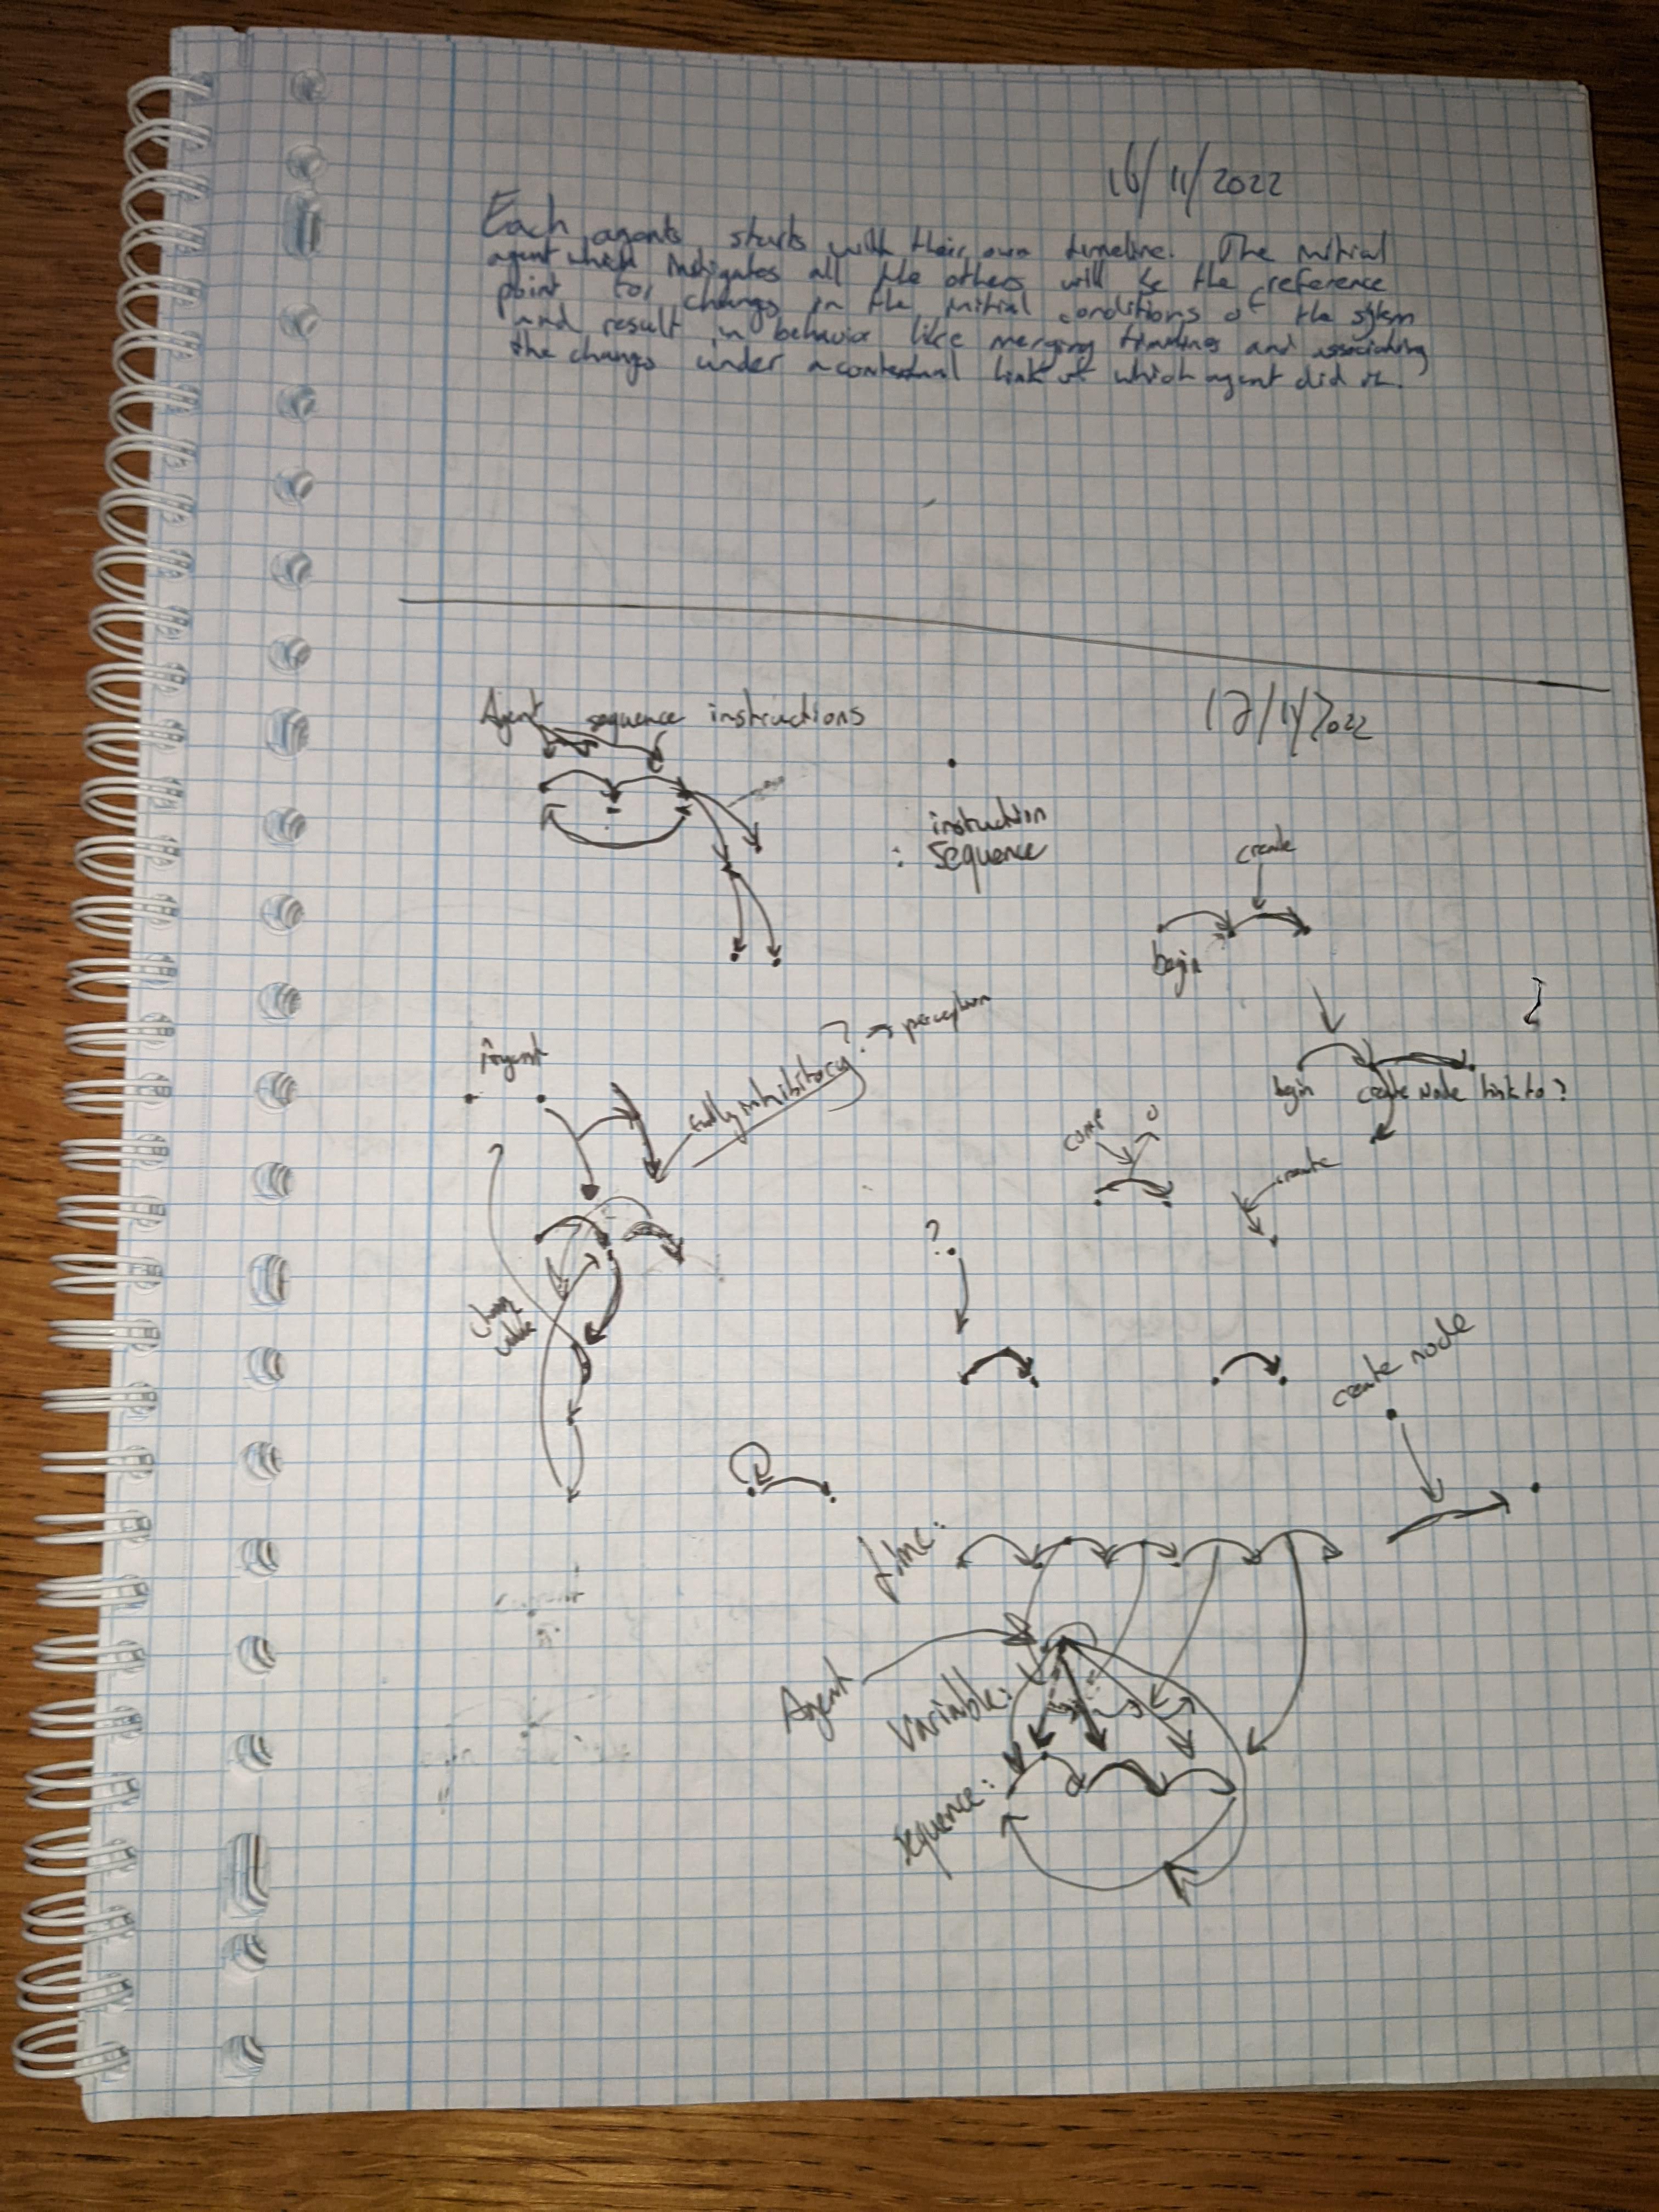 16/11/2022
Each agents starts with their own timeline. The initial
agent which instigates all the others will be the reference
point for changes in the initial conditions of the system
and result in behavior like merging timelines and associating
the changes under a contextual link of which agent did it.
Agent sequence instructions
17/11/2022
instruction
: sequence
create
begin
Agent
fully inhibitory? → perception
begin create node link to?
comp
create
?
change
value
create node
time:
Agent
variable:
sequence: